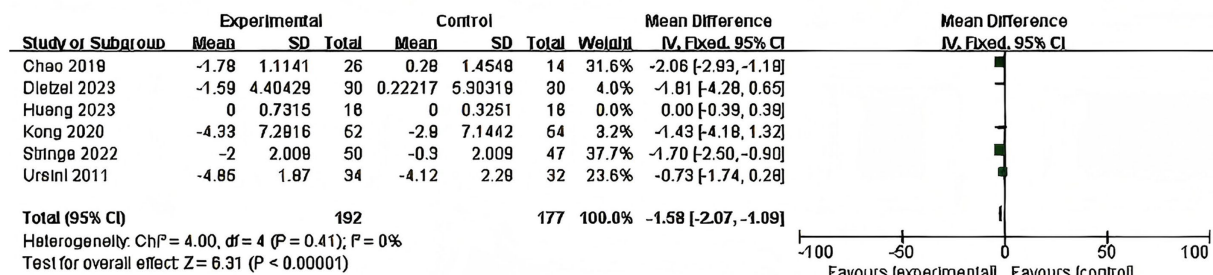 Experimental Control Mean Difference Mean Difference
Study or Subgroup Mean SD Total Mean SD Total Weight IV, Fixed, 95% CI IV, Fixed, 95% CI
Chao 2019 -1.78 1.1141 26 0.28 1.4548 14 31.6% -2.06 [-2.93, -1.19]
Dietzel 2023 -1.59 4.40429 30 0.22217 5.30319 30 4.0% -1.81 [-4.28, 0.65]
Huang 2023 0 0.7315 16 0 0.3251 16 0.0% 0.00 [-0.39, 0.39]
Kong 2020 -4.33 7.2916 62 -2.9 7.1442 64 3.2% -1.43 [-4.18, 1.32]
Stringe 2022 -2 2.009 50 -0.3 2.009 47 37.7% -1.70 [-2.50, -0.90]
Ursini 2011 -4.85 1.87 34 -4.12 2.28 32 23.6% -0.73 [-1.74, 0.28]
Total (95% CI) 192 177 100.0% -1.58 [-2.07, -1.09]
Heterogeneity: Chi² = 4.00, df = 4 (P = 0.41); I² = 0%
Test for overall effect: Z = 6.31 (P < 0.00001)
-100 -50 0 50 100
Favours [experimental] Favours [control]